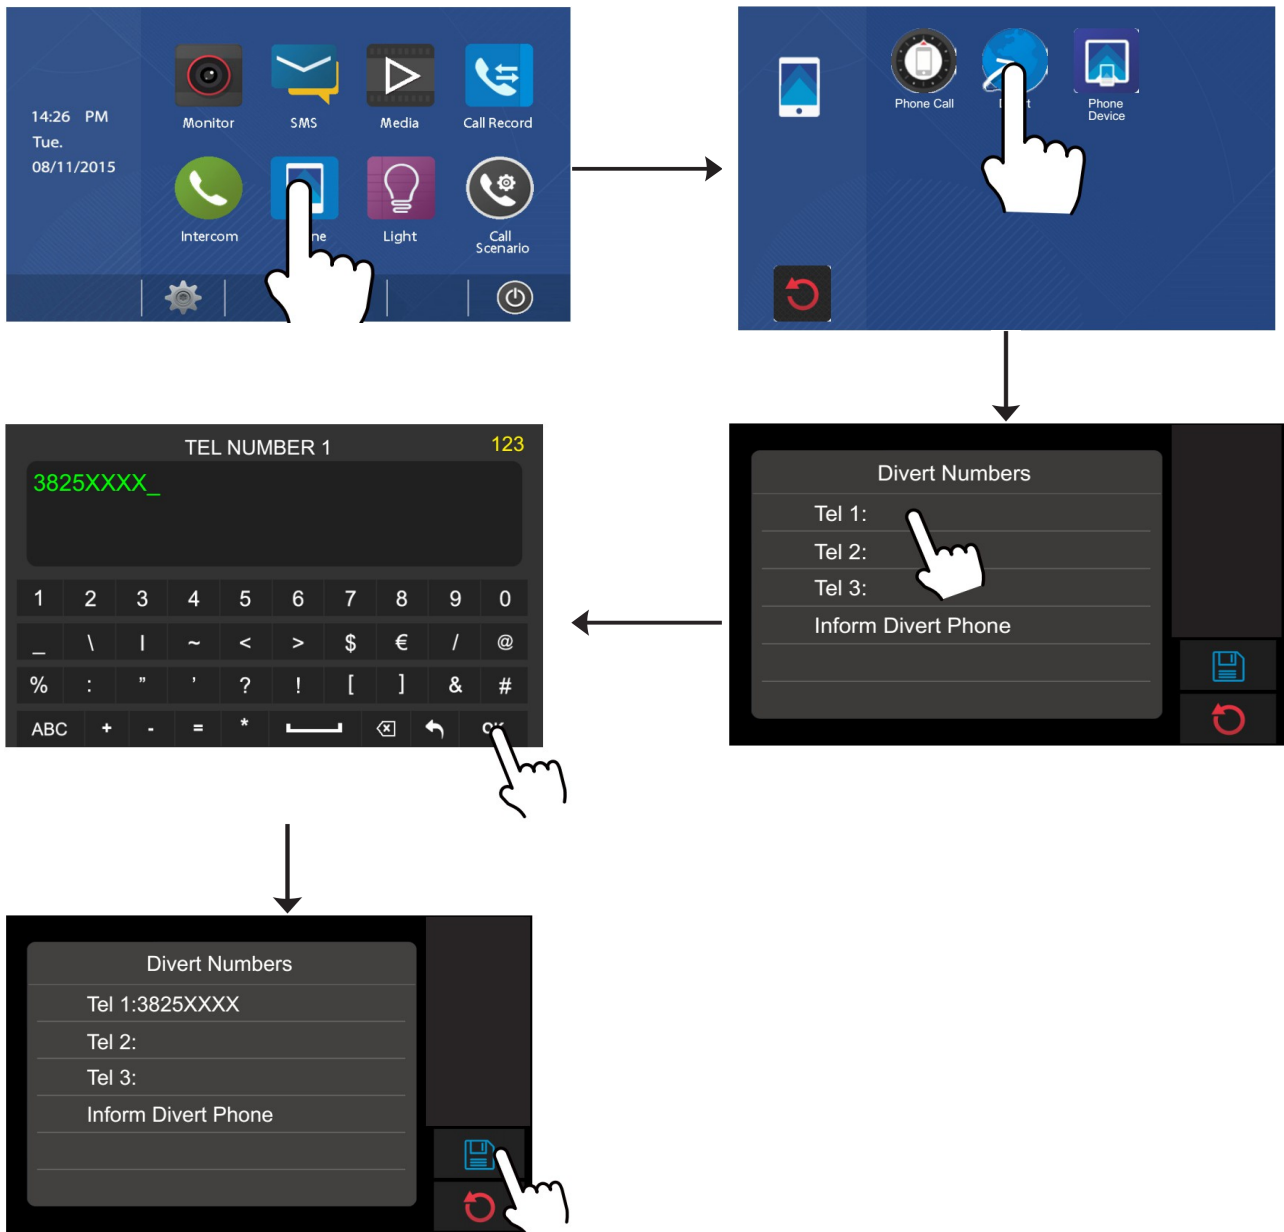 14:26 PM
Tue.
08/11/2015
Monitor
SMS
Media
Call Record
Intercom
Light
Call
Scenario
Phone Call
Phone
Device
Divert Numbers
Tel 1:
Tel 2:
Tel 3:
Inform Divert Phone
TEL NUMBER 1
123
3825XXXX_
1 2 3 4 5 6 7 8 9 0
_ \ | ~ < > $ € / @
% : " ' ? ! [ ] & #
ABC + - = * OK
Divert Numbers
Tel 1:3825XXXX
Tel 2:
Tel 3:
Inform Divert Phone